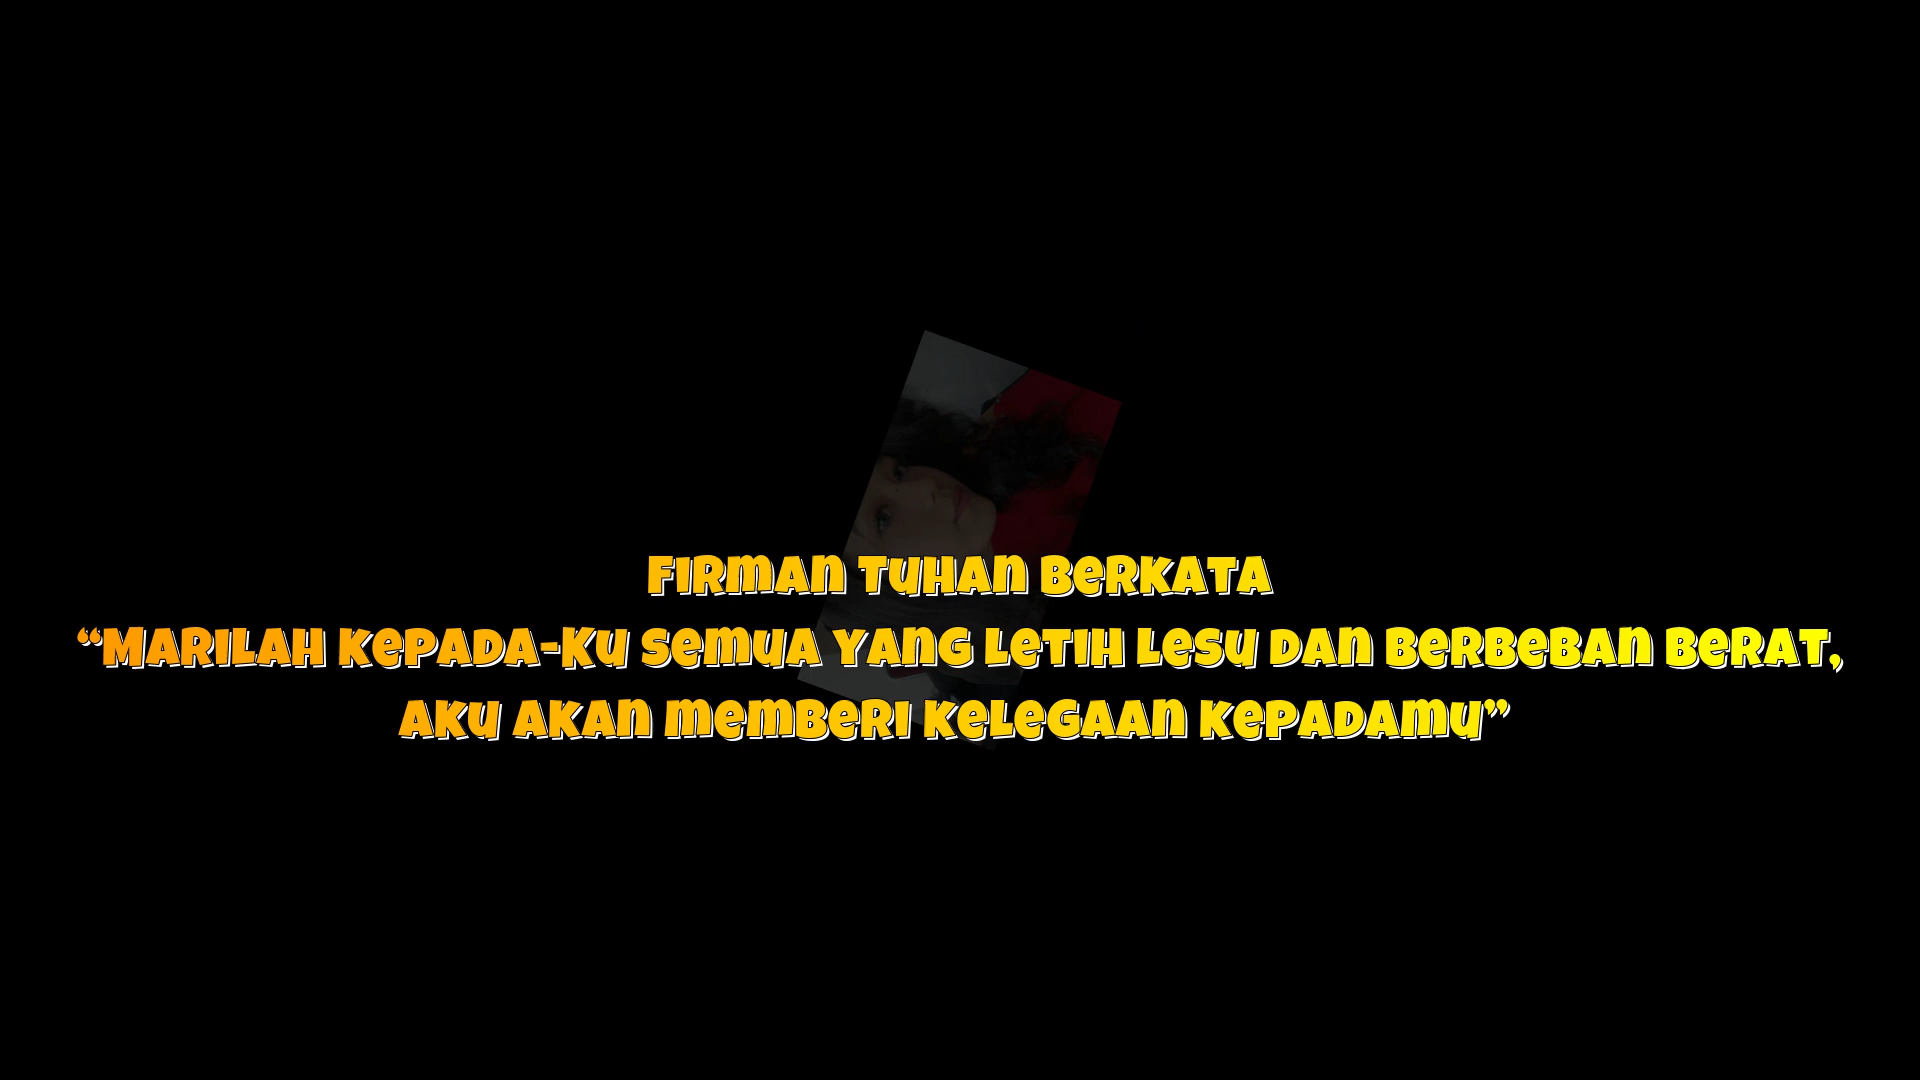 Firman Tuhan Berkata
“Marilah kepada-Ku semua yang letih lesu dan berbeban berat,
Aku akan memberi kelegaan kepadamu”